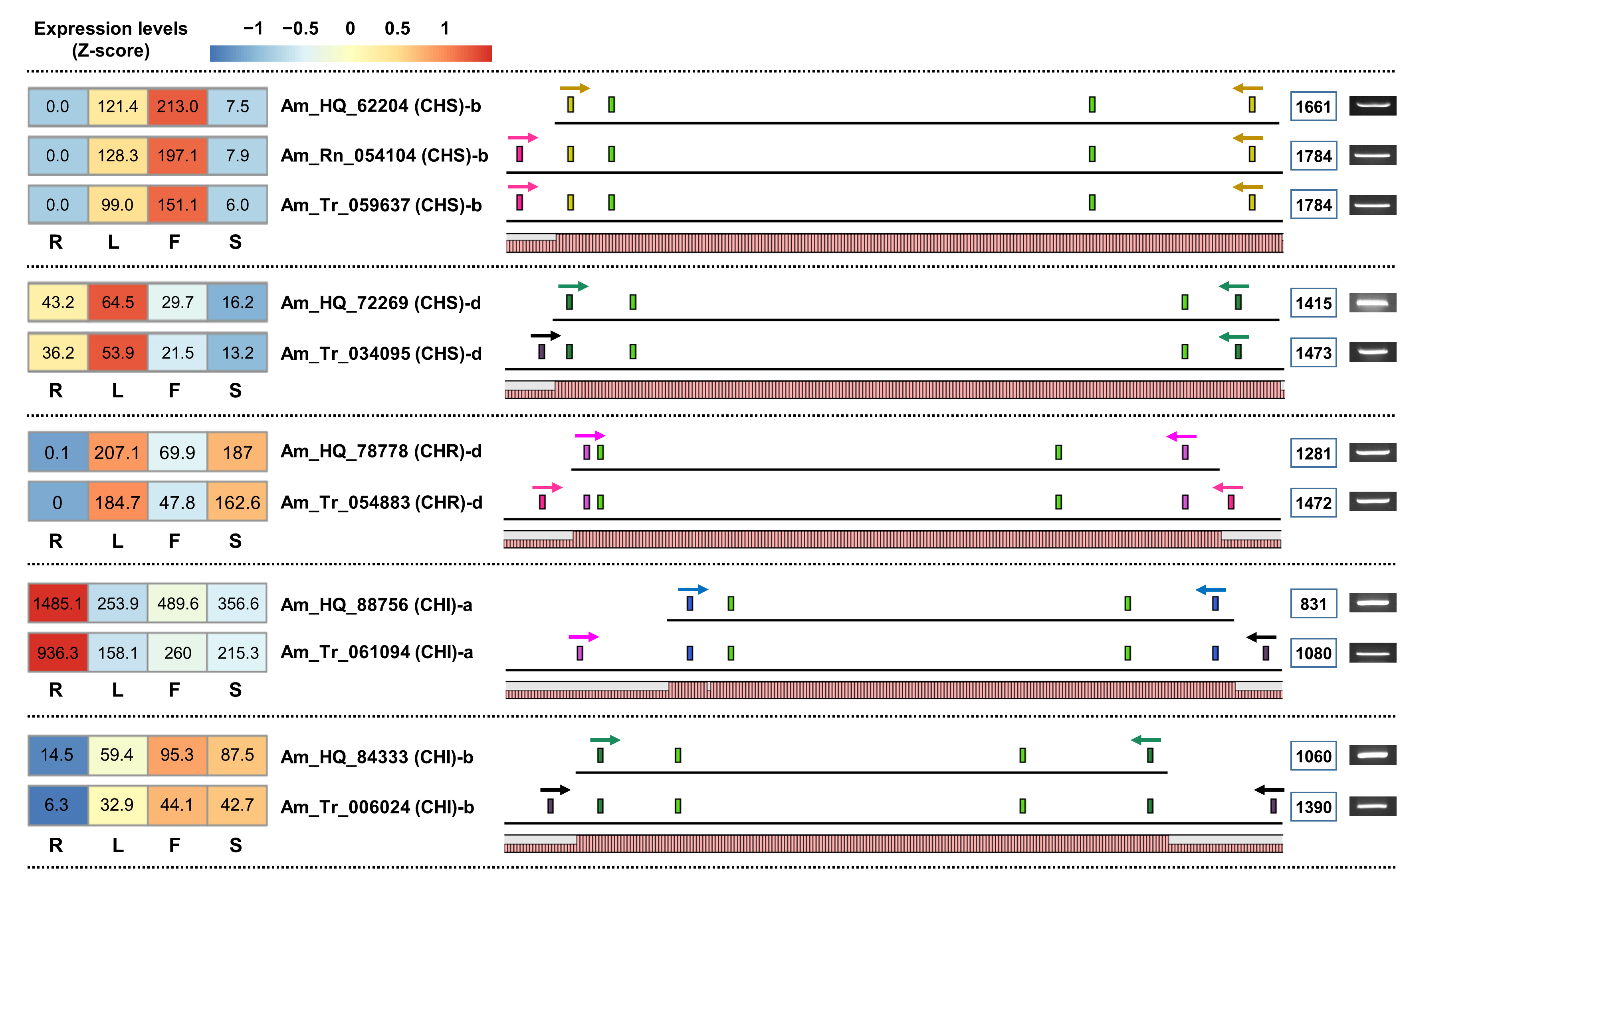 Expression levels
(Z-score)
−1 −0.5 0 0.5 1
0.0 121.4 213.0 7.5 Am_HQ_62204 (CHS)-b 1661
0.0 128.3 197.1 7.9 Am_Rn_054104 (CHS)-b 1784
0.0 99.0 151.1 6.0 Am_Tr_059637 (CHS)-b 1784
R L F S
43.2 64.5 29.7 16.2 Am_HQ_72269 (CHS)-d 1415
36.2 53.9 21.5 13.2 Am_Tr_034095 (CHS)-d 1473
R L F S
0.1 207.1 69.9 187 Am_HQ_78778 (CHR)-d 1281
0 184.7 47.8 162.6 Am_Tr_054883 (CHR)-d 1472
R L F S
1485.1 253.9 489.6 356.6 Am_HQ_88756 (CHI)-a 831
936.3 158.1 260 215.3 Am_Tr_061094 (CHI)-a 1080
R L F S
14.5 59.4 95.3 87.5 Am_HQ_84333 (CHI)-b 1060
6.3 32.9 44.1 42.7 Am_Tr_006024 (CHI)-b 1390
R L F S